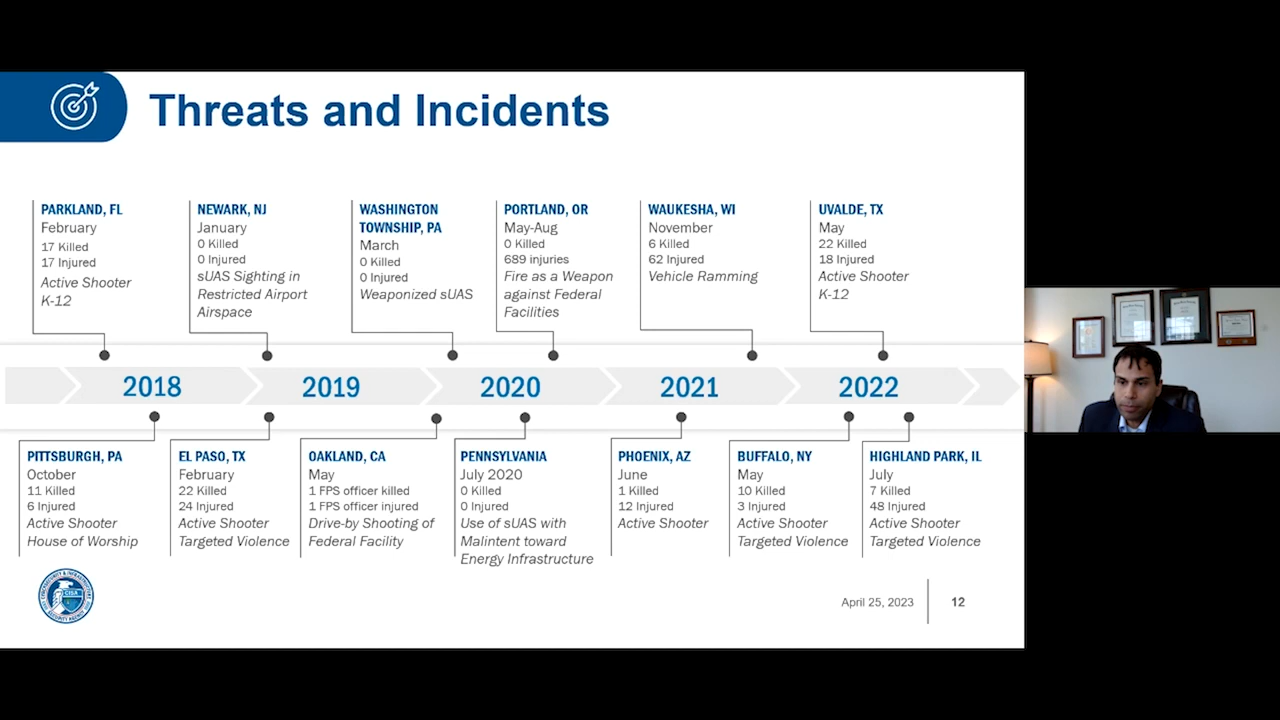 Threats and Incidents
PARKLAND, FL
February
17 Killed
17 Injured
Active Shooter
K-12
NEWARK, NJ
January
0 Killed
0 Injured
sUAS Sighting in
Restricted Airport
Airspace
WASHINGTON
TOWNSHIP, PA
March
0 Killed
0 Injured
Weaponized sUAS
PORTLAND, OR
May-Aug
0 Killed
689 injuries
Fire as a Weapon
against Federal
Facilities
WAUKESHA, WI
November
6 Killed
62 Injured
Vehicle Ramming
UVALDE, TX
May
22 Killed
18 Injured
Active Shooter
K-12
2018
2019
2020
2021
2022
PITTSBURGH, PA
October
11 Killed
6 Injured
Active Shooter
House of Worship
EL PASO, TX
February
22 Killed
24 Injured
Active Shooter
Targeted Violence
OAKLAND, CA
May
1 FPS officer killed
1 FPS officer injured
Drive-by Shooting of
Federal Facility
PENNSYLVANIA
July 2020
0 Killed
0 Injured
Use of sUAS with
Malintent toward
Energy Infrastructure
PHOENIX, AZ
June
1 Killed
12 Injured
Active Shooter
BUFFALO, NY
May
10 Killed
3 Injured
Active Shooter
Targeted Violence
HIGHLAND PARK, IL
July
7 Killed
48 Injured
Active Shooter
Targeted Violence
CYBERSECURITY & INFRASTRUCTURE
CISA
SECURITY AGENCY
April 25, 2023
12